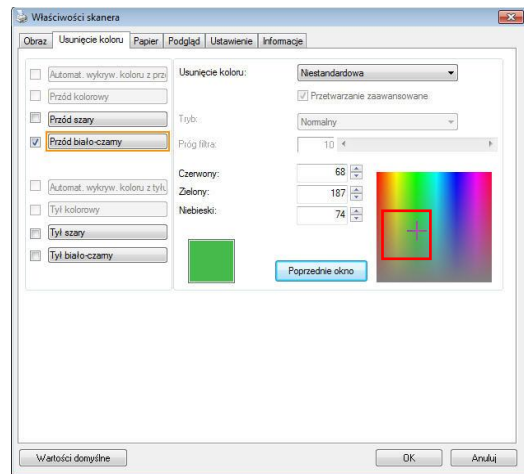 Właściwości skanera
Obraz Usunięcie koloru Papier Podgląd Ustawienie Informacje
Automat. wykryw. koloru z prz
Przód kolorowy
Przód szary
Przód biało-czarny
Automat. wykryw. koloru z tyłu
Tył kolorowy
Tył szary
Tył biało-czarny
Usunięcie koloru: Niestandardowa
Przetwarzanie zaawansowane
Tryb: Normalny
Próg filtra: 10
Czerwony: 68
Zielony: 187
Niebieski: 74
Poprzednie okno
Wartości domyślne OK Anuluj